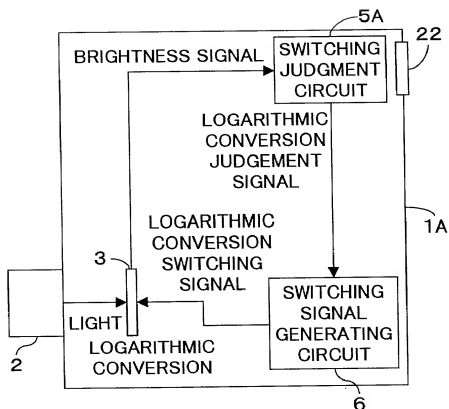 5A
22
BRIGHTNESS SIGNAL
SWITCHING
JUDGMENT
CIRCUIT
LOGARITHMIC
CONVERSION
JUDGEMENT
SIGNAL
1A
LOGARITHMIC
CONVERSION
SWITCHING
SIGNAL
3
SWITCHING
SIGNAL
GENERATING
CIRCUIT
LIGHT
LOGARITHMIC
CONVERSION
2
6